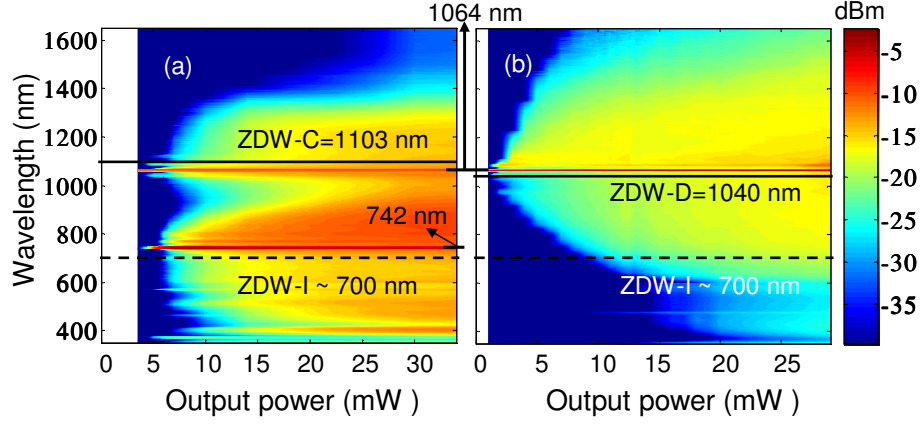 1064 nm
dBm
(a)
(b)
1600
1400
1200
1000
800
600
400
Wavelength (nm)
ZDW-C=1103 nm
742 nm
ZDW-I ~ 700 nm
ZDW-D=1040 nm
ZDW-I ~ 700 nm
-5
-10
-15
-20
-25
-30
-35
0 5 10 15 20 25 30
0 5 10 15 20 25
Output power (mW )
Output power (mW )